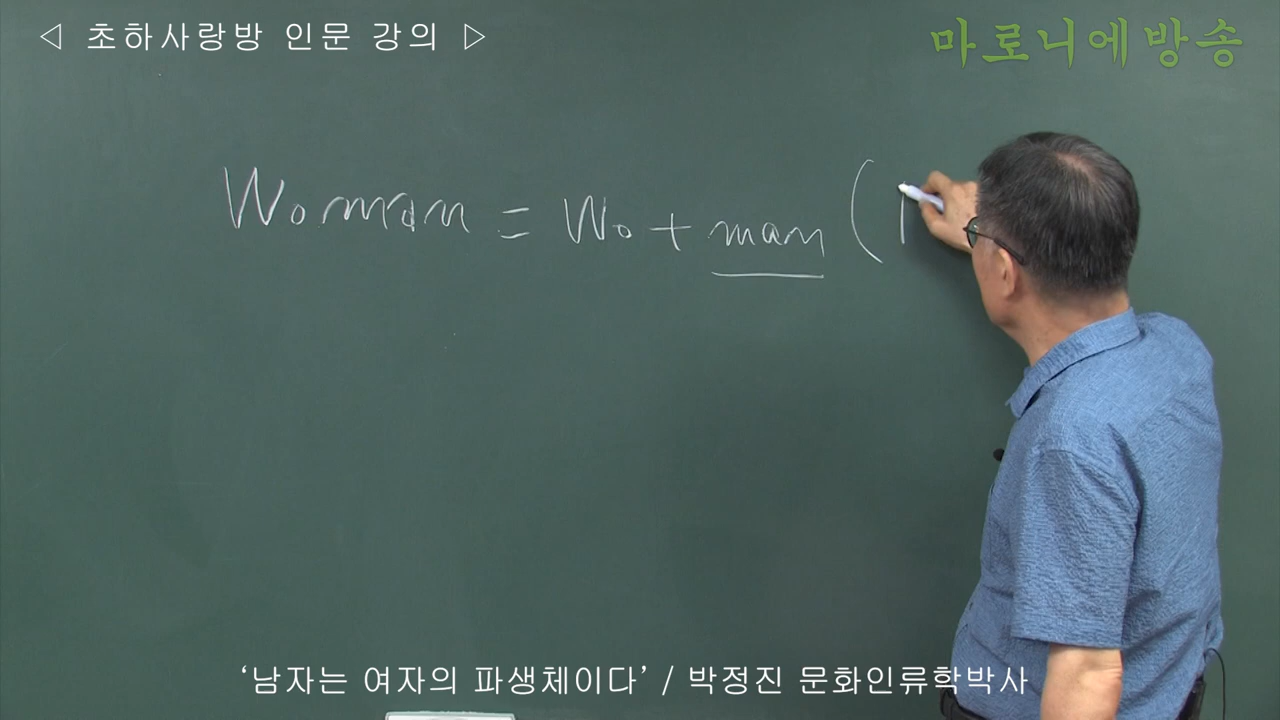 ◁ 초하사랑방 인문 강의 ▷
마로니에방송
Woman = Wo + man (
'남자는 여자의 파생체이다' / 박정진 문화인류학박사